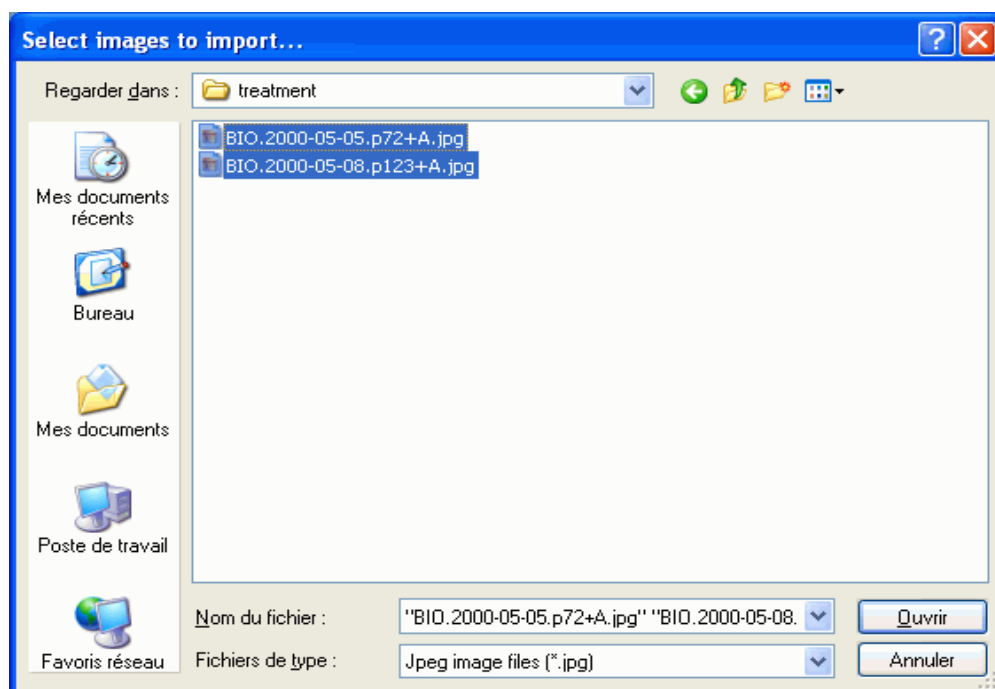 Select images to import...
Regarder dans :
treatment
BIO.2000-05-05.p72+A.jpg
BIO.2000-05-08.p123+A.jpg
Mes documents
récents
Bureau
Mes documents
Poste de travail
Favoris réseau
Nom du fichier :
"BIO.2000-05-05.p72+A.jpg" "BIO.2000-05-08.
Ouvrir
Fichiers de type :
Jpeg image files (*.jpg)
Annuler